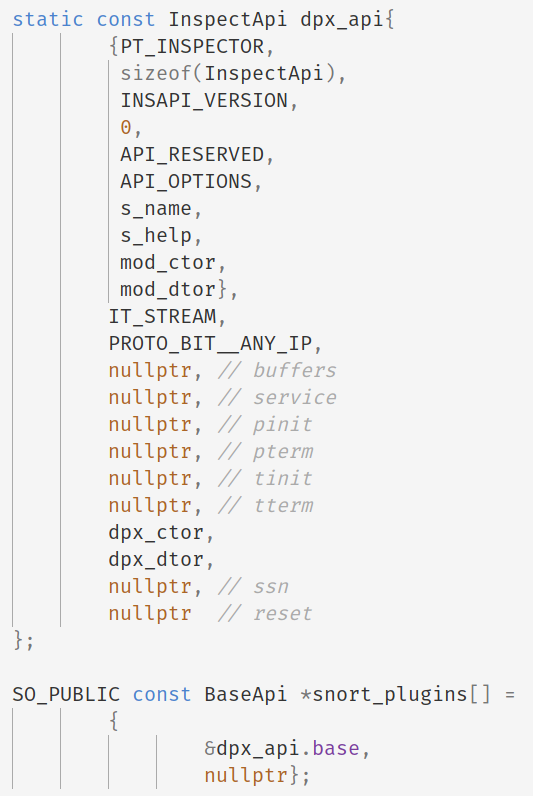 static const InspectApi dpx_api{
{PT_INSPECTOR,
sizeof(InspectApi),
INSAPI_VERSION,
0,
API_RESERVED,
API_OPTIONS,
s_name,
s_help,
mod_ctor,
mod_dtor},
IT_STREAM,
PROTO_BIT__ANY_IP,
nullptr, // buffers
nullptr, // service
nullptr, // pinit
nullptr, // pterm
nullptr, // tinit
nullptr, // tterm
dpx_ctor,
dpx_dtor,
nullptr, // ssn
nullptr  // reset
};
SO_PUBLIC const BaseApi *snort_plugins[] =
{
&dpx_api.base,
nullptr};